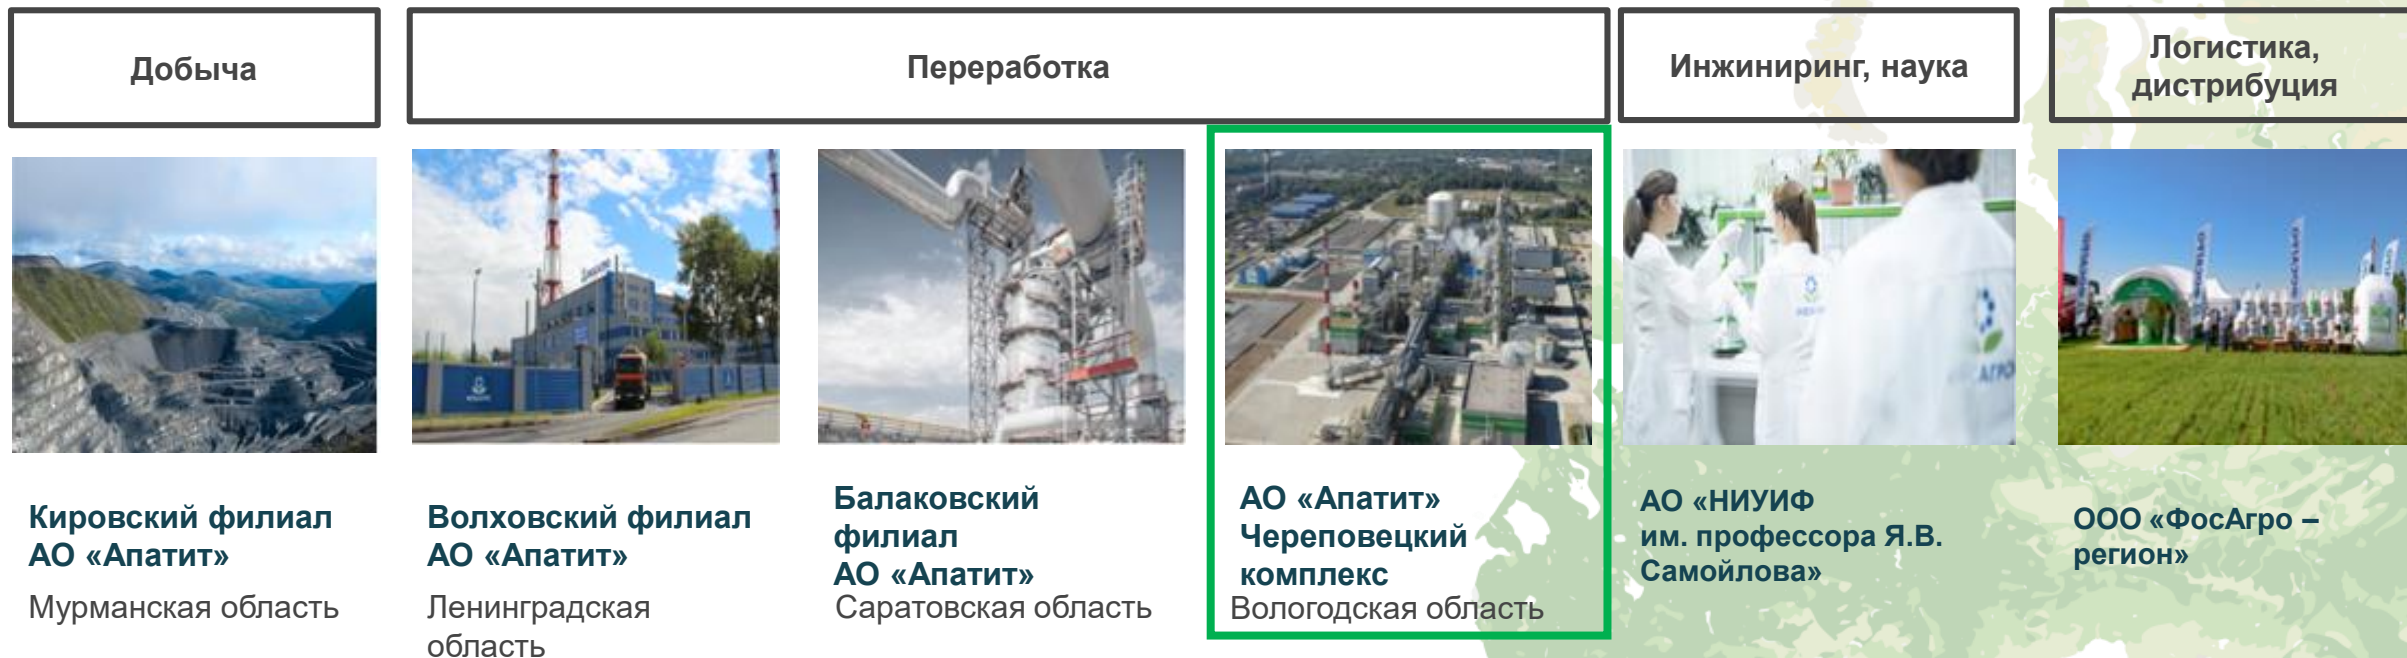 Добыча
Переработка
Инжиниринг, наука
Логистика,
дистрибуция
Кировский филиал
АО «Апатит»
Мурманская область
Волховский филиал
АО «Апатит»
Ленинградская
область
Балаковский
филиал
АО «Апатит»
Саратовская область
АО «Апатит»
Череповецкий
комплекс
Вологодская область
АО «НИУИФ
им. профессора Я.В.
Самойлова»
ООО «ФосАгро –
регион»